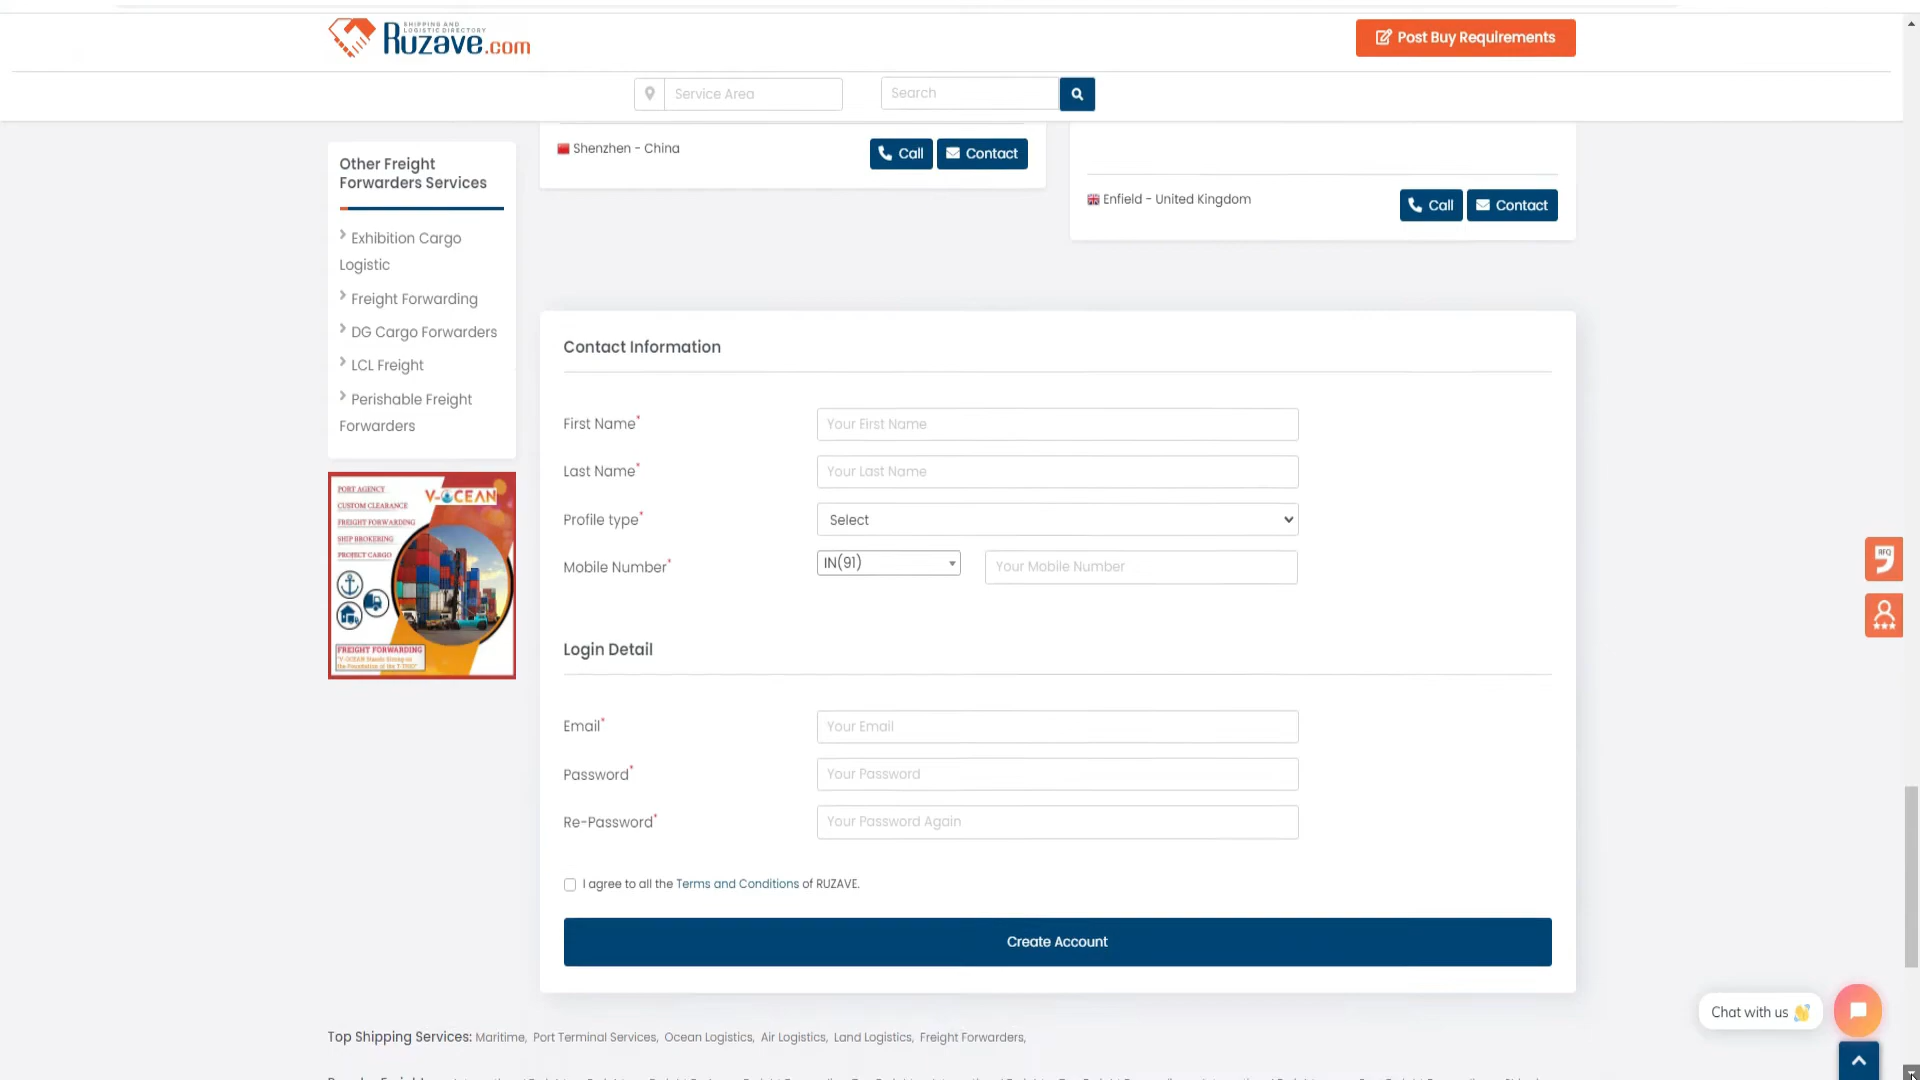 SHIPPING AND
LOGISTIC DIRECTORY
Ruzave.com
Post Buy Requirements
Service Area
Search
Shenzhen - China
Call
Contact
Enfield - United Kingdom
Call
Contact
Other Freight
Forwarders Services
Exhibition Cargo
Logistic
Freight Forwarding
DG Cargo Forwarders
LCL Freight
Perishable Freight
Forwarders
PORT AGENCY
V-OCEAN
CUSTOM CLEARANCE
FREIGHT FORWARDING
SHIP BROKERING
PROJECT CARGO
FREIGHT FORWARDING
Contact Information
First Name*
Your First Name
Last Name*
Your Last Name
Profile type*
Select
Mobile Number*
IN(91)
Your Mobile Number
Login Detail
Email*
Your Email
Password*
Your Password
Re-Password*
Your Password Again
I agree to all the Terms and Conditions of RUZAVE.
Create Account
RFQ
Chat with us 👋
Top Shipping Services: Maritime, Port Terminal Services, Ocean Logistics, Air Logistics, Land Logistics, Freight Forwarders,